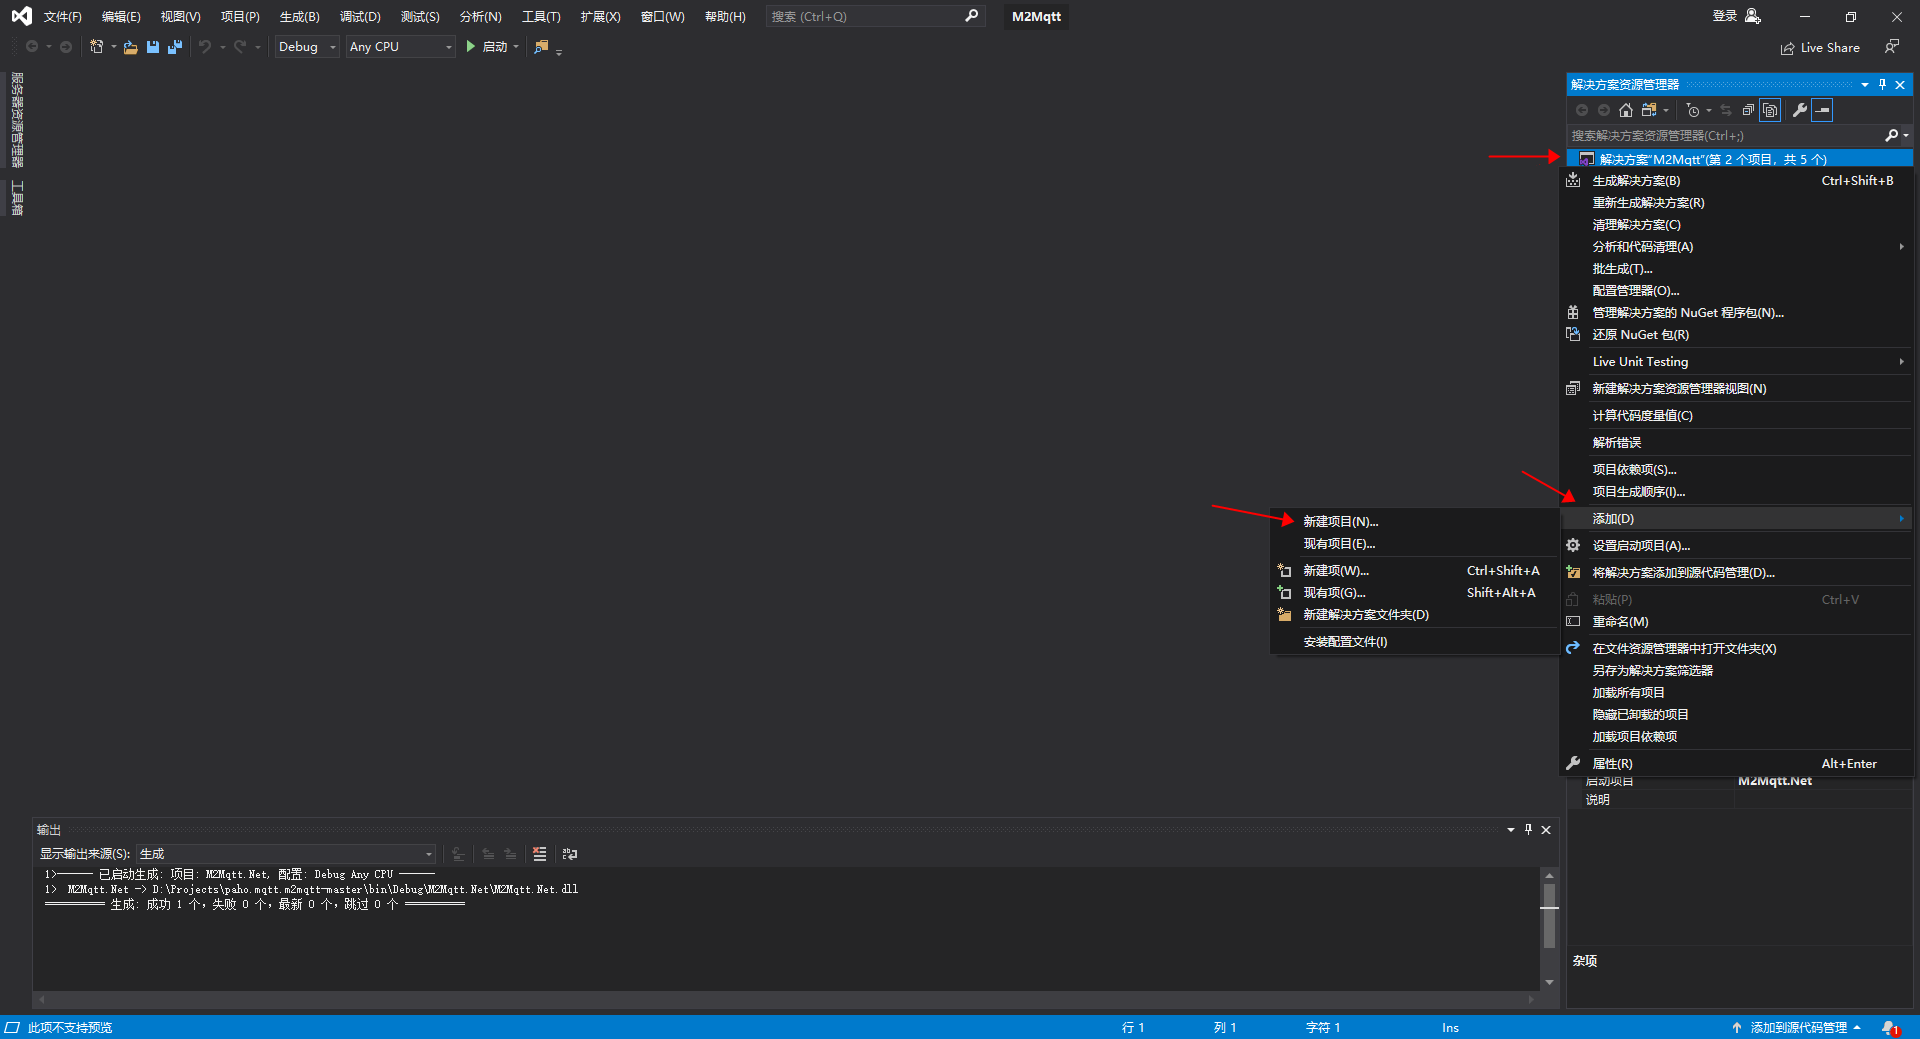 文件(F) 编辑(E) 视图(V) 项目(P) 生成(B) 调试(D) 测试(S) 分析(N) 工具(T) 扩展(X) 窗口(W) 帮助(H) 搜索 (Ctrl+Q) M2Mqtt 登录
Debug Any CPU 启动 Live Share
服务器资源管理器
工具箱
解决方案资源管理器
搜索解决方案资源管理器(Ctrl+;)
解决方案"M2Mqtt"(第 2 个项目，共 5 个)
生成解决方案(B) Ctrl+Shift+B
重新生成解决方案(R)
清理解决方案(C)
分析和代码清理(A)
批生成(T)...
配置管理器(O)...
管理解决方案的 NuGet 程序包(N)...
还原 NuGet 包(R)
Live Unit Testing
新建解决方案资源管理器视图(N)
计算代码度量值(C)
解析错误
项目依赖项(S)...
项目生成顺序(I)...
添加(D)
设置启动项目(A)...
将解决方案添加到源代码管理(D)...
粘贴(P) Ctrl+V
重命名(M)
在文件资源管理器中打开文件夹(X)
另存为解决方案筛选器
加载所有项目
隐藏已卸载的项目
加载项目依赖项
属性(R) Alt+Enter
新建项目(N)...
现有项目(E)...
新建项(W)... Ctrl+Shift+A
现有项(G)... Shift+Alt+A
新建解决方案文件夹(D)
安装配置文件(I)
启动项目 M2Mqtt.Net
说明
杂项
输出
显示输出来源(S): 生成
1>------ 已启动生成: 项目: M2Mqtt.Net, 配置: Debug Any CPU ------
1>  M2Mqtt.Net -> D:\Projects\paho.mqtt.m2mqtt-master\bin\Debug\M2Mqtt.Net\M2Mqtt.Net.dll
========== 生成: 成功 1 个，失败 0 个，最新 0 个，跳过 0 个 ==========
此项不支持预览 行 1 列 1 字符 1 Ins 添加到源代码管理 1